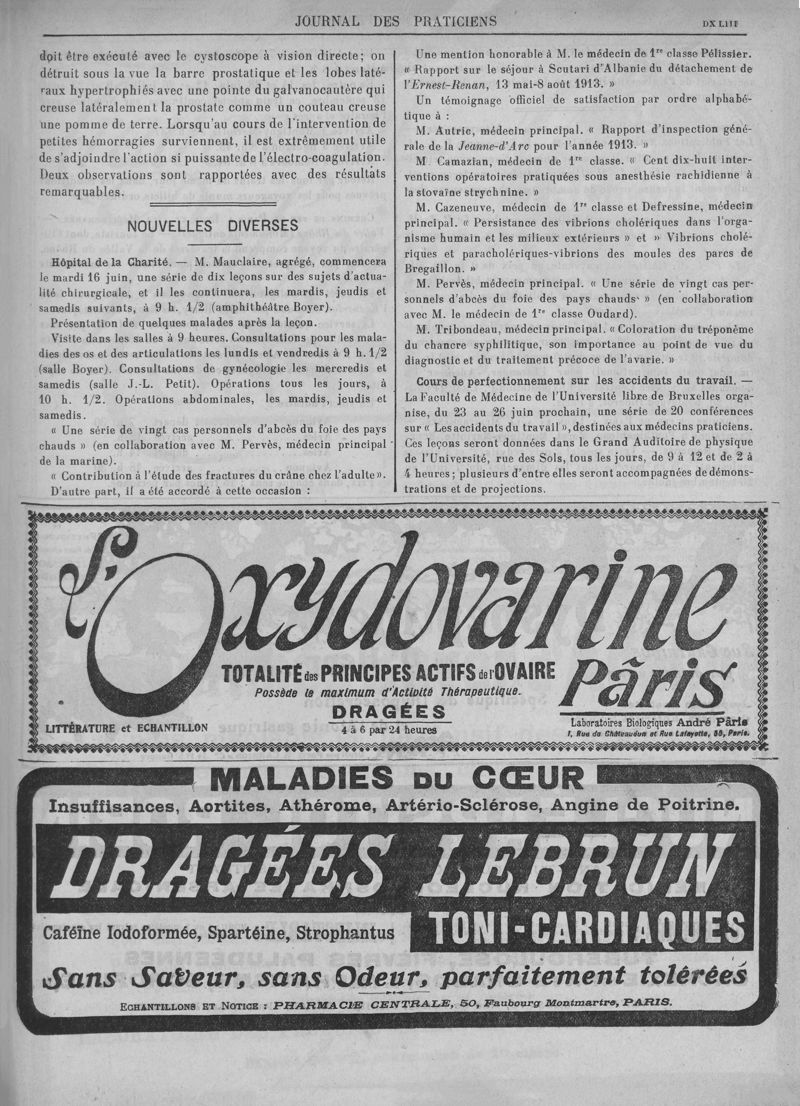 JOURNAL DES PRATICIENS
DXLIII
doit être exécuté avec le cystoscope à vision directe; on
détruit sous la vue la barre prostatique et les lobes laté-
raux hypertrophiés avec une pointe du galvanocautère qui
creuse latéralement la prostate comme un couteau creuse
une pomme de terre. Lorsqu'au cours de l'intervention de
petites hémorragies surviennent, il est extrêmement utile
de s'adjoindre l'action si puissante de l'électro-coagulation.
Deux observations sont rapportées avec des résultats
remarquables.
NOUVELLES DIVERSES
Hôpital de la Charité. — M. Mauclaire, agrégé, commencera
le mardi 16 juin, une série de dix leçons sur des sujets d'actua-
lité chirurgicale, et il les continuera, les mardis, jeudis et
samedis suivants, à 9 h. 1/2 (amphithéâtre Boyer).
Présentation de quelques malades après la leçon.
Visite dans les salles à 9 heures. Consultations pour les mala-
dies des os et des articulations les lundis et vendredis à 9 h. 1/2
(salle Boyer). Consultations de gynécologie les mercredis et
samedis (salle J.-L. Petit). Opérations tous les jours, à
10 h. 1/2. Opérations abdominales, les mardis, jeudis et
samedis.
« Une série de vingt cas personnels d'abcès du foie des pays
chauds » (en collaboration avec M. Pervès, médecin principal
de la marine).
« Contribution à l'étude des fractures du crâne chez l'adulte».
D'autre part, il a été accordé à cette occasion :
Une mention honorable à M. le médecin de 1re classe Pélissier.
« Rapport sur le séjour à Scutari d'Albanie du détachement de
l'Ernest-Renan, 13 mai-8 août 1913. »
Un témoignage officiel de satisfaction par ordre alphabé-
tique à :
M. Autric, médecin principal. « Rapport d'inspection géné-
rale de la Jeanne-d'Arc pour l'année 1913. »
M. Camazian, médecin de 1re classe. « Cent dix-huit inter-
ventions opératoires pratiquées sous anesthésie rachidienne à
la stovaïne strychnine. »
M. Cazeneuve, médecin de 1re classe et Defressine, médecin
principal. « Persistance des vibrions cholériques dans l'orga-
nisme humain et les milieux extérieurs » et » Vibrions cholé-
riques et paracholériques-vibrions des moules des parcs de
Bregaillon. »
M. Pervès, médecin principal. « Une série de vingt cas per-
sonnels d'abcès du foie des pays chauds » (en collaboration
avec M. le médecin de 1re classe Oudard).
M. Tribondeau, médecin principal. « Coloration du tréponème
du chancre syphilitique, son importance au point de vue du
diagnostic et du traitement précoce de l'avarie. »
Cours de perfectionnement sur les accidents du travail. —
La Faculté de Médecine de l'Université libre de Bruxelles orga-
nise, du 23 au 26 juin prochain, une série de 20 conférences
sur « Les accidents du travail », destinées aux médecins praticiens.
Ces leçons seront données dans le Grand Auditoire de physique
de l'Université, rue des Sols, tous les jours, de 9 à 12 et de 2 à
4 heures; plusieurs d'entre elles seront accompagnées de démons-
trations et de projections.
L'Oxydovarine
TOTALITÉ des PRINCIPES ACTIFS de l'OVAIRE
Pâris
Possède le maximum d'Activité Thérapeutique.
DRAGÉES
4 à 6 par 24 heures
LITTÉRATURE et ECHANTILLON
Laboratoires Biologiques André Pâris
1, Rue de Châteaudun et Rue Lafayette, 55, Paris.
MALADIES DU CŒUR
Insuffisances, Aortites, Athérome, Artério-Sclérose, Angine de Poitrine.
DRAGÉES LEBRUN
Caféïne Iodoformée, Spartéine, Strophantus
TONI-CARDIAQUES
Sans Saveur, sans Odeur, parfaitement tolérées
ECHANTILLONS ET NOTICE : PHARMACIE CENTRALE, 50, Faubourg Montmartre, PARIS.